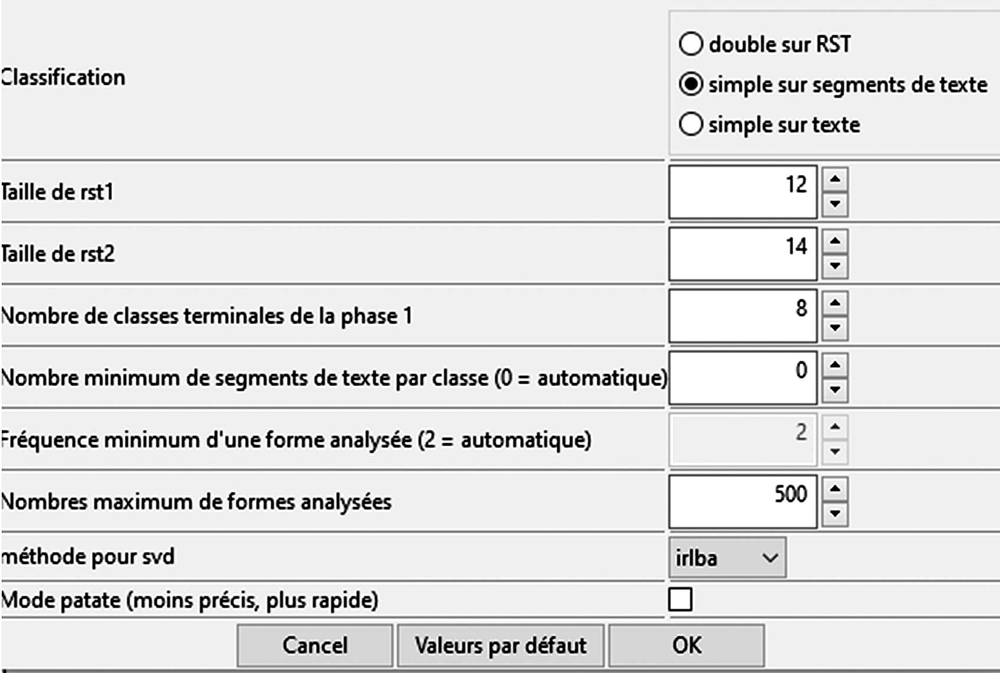 Classification
double sur RST
simple sur segments de texte
simple sur texte
Taille de rst1 12
Taille de rst2 14
Nombre de classes terminales de la phase 1 8
Nombre minimum de segments de texte par classe (0 = automatique) 0
Fréquence minimum d'une forme analysée (2 = automatique) 2
Nombres maximum de formes analysées 500
méthode pour svd irlba
Mode patate (moins précis, plus rapide)
Cancel Valeurs par défaut OK